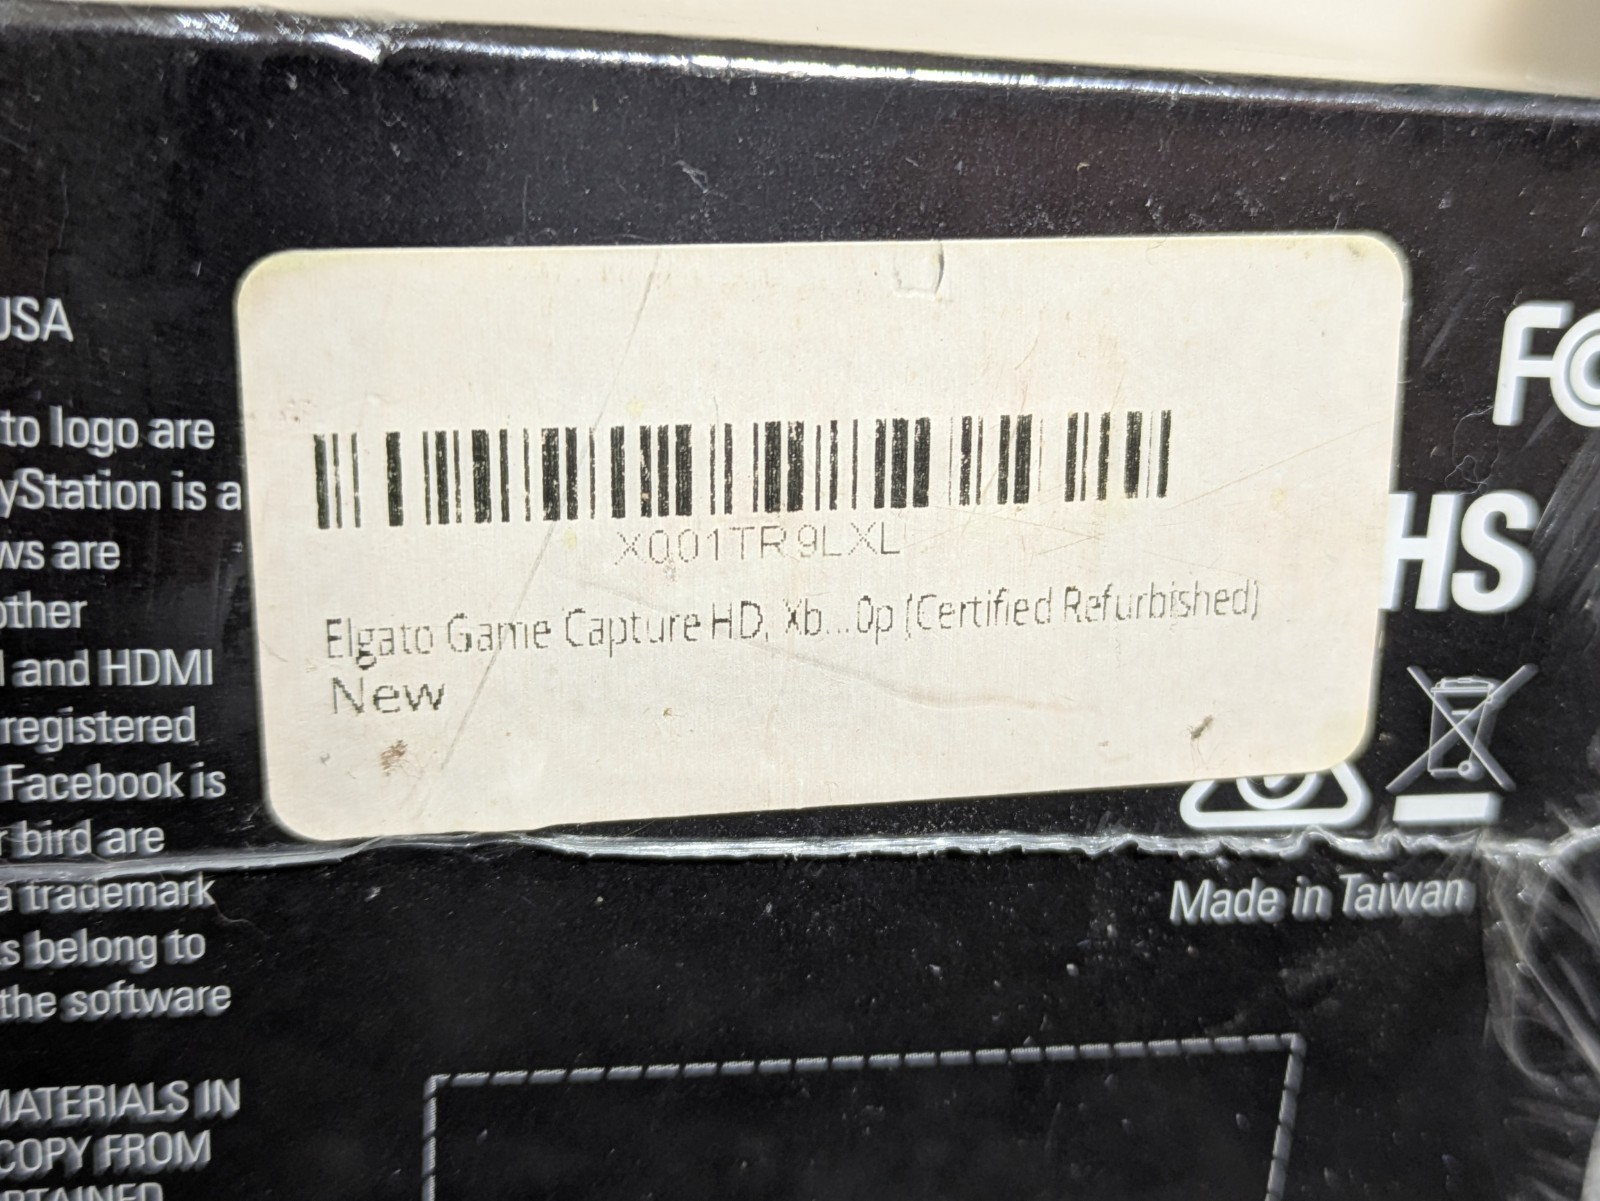 USA
to logo are
yStation is a
ws are
other
and HDMI
registered
Facebook is
bird are
a trademark
s belong to
the software
MATERIALS IN
COPY FROM
X001TR9LXL
Elgato Game Capture HD, Xb...0p (Certified Refurbished)
New
FC
HS
Made in Taiwan